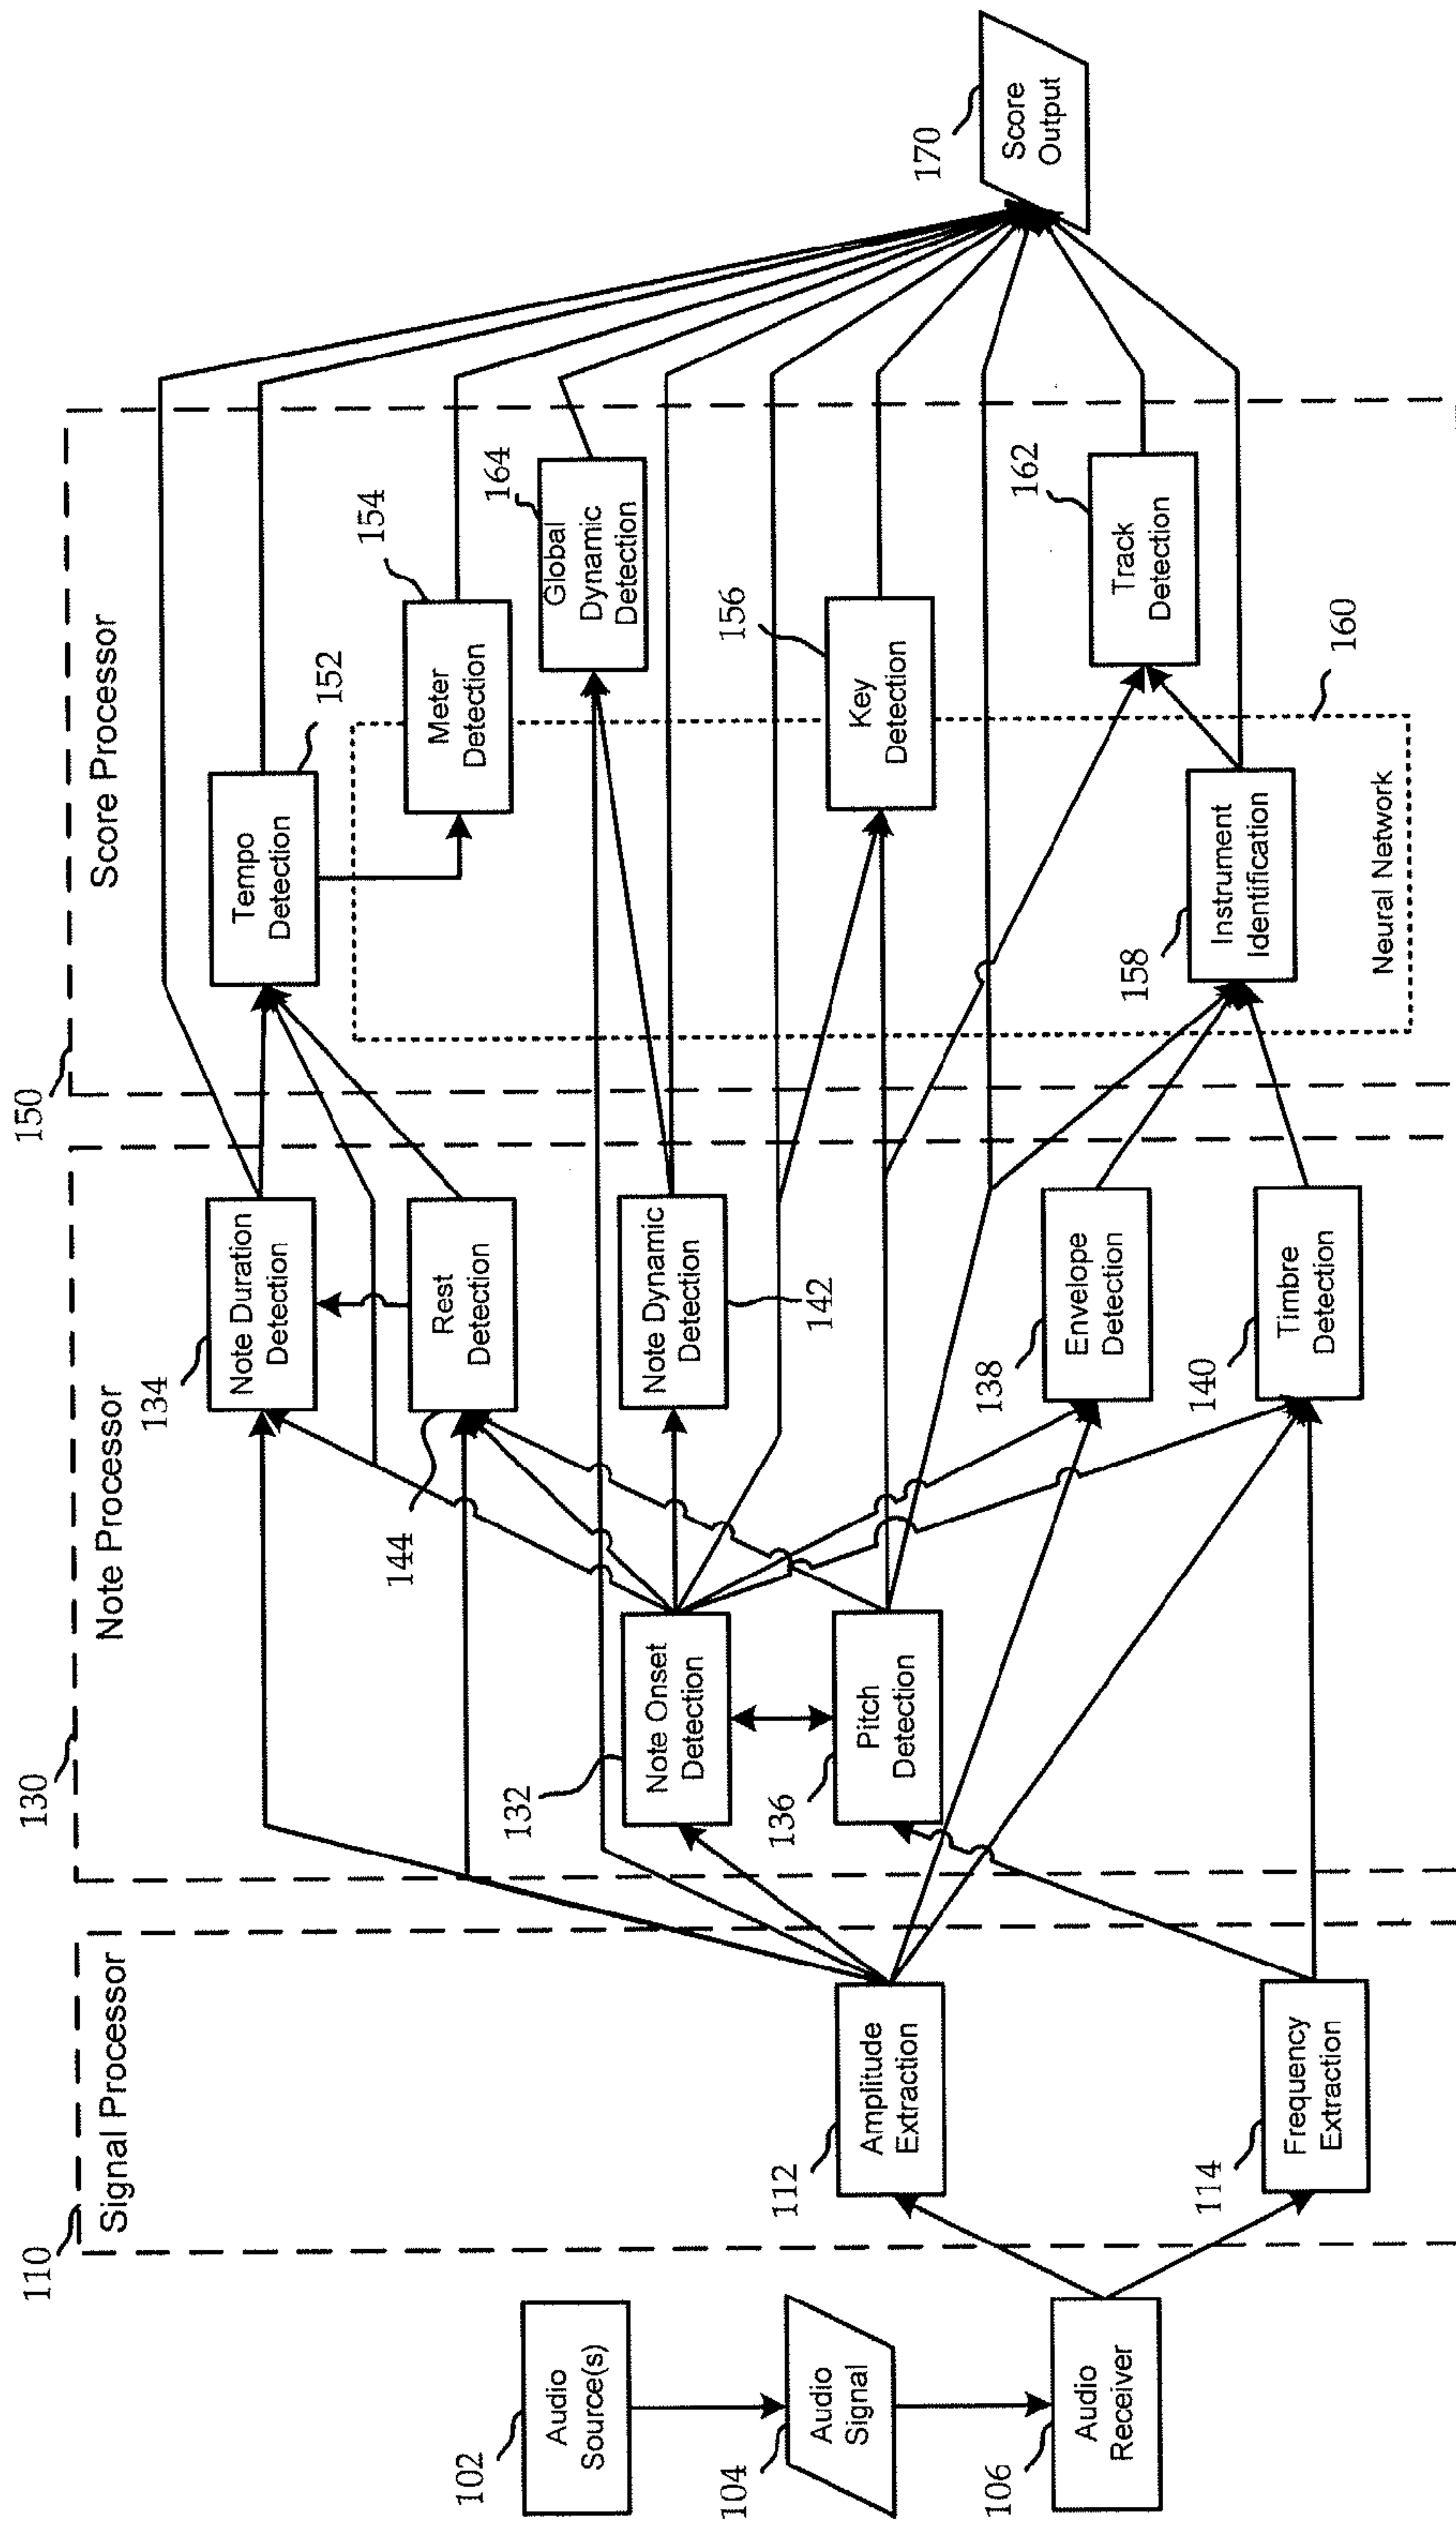 110
Signal Processor
130
Note Processor
150
Score Processor
102
Audio
Source(s)
104
Audio
Signal
106
Audio
Receiver
112
Amplitude
Extraction
114
Frequency
Extraction
132
Note Onset
Detection
136
Pitch
Detection
134
Note Duration
Detection
144
Rest
Detection
Note Dynamic
Detection
142
138
Envelope
Detection
140
Timbre
Detection
Tempo
Detection
152
Meter
Detection
154
164
Global
Dynamic
Detection
156
Key
Detection
162
Track
Detection
158
Instrument
Identification
Neural Network
160
170
Score
Output